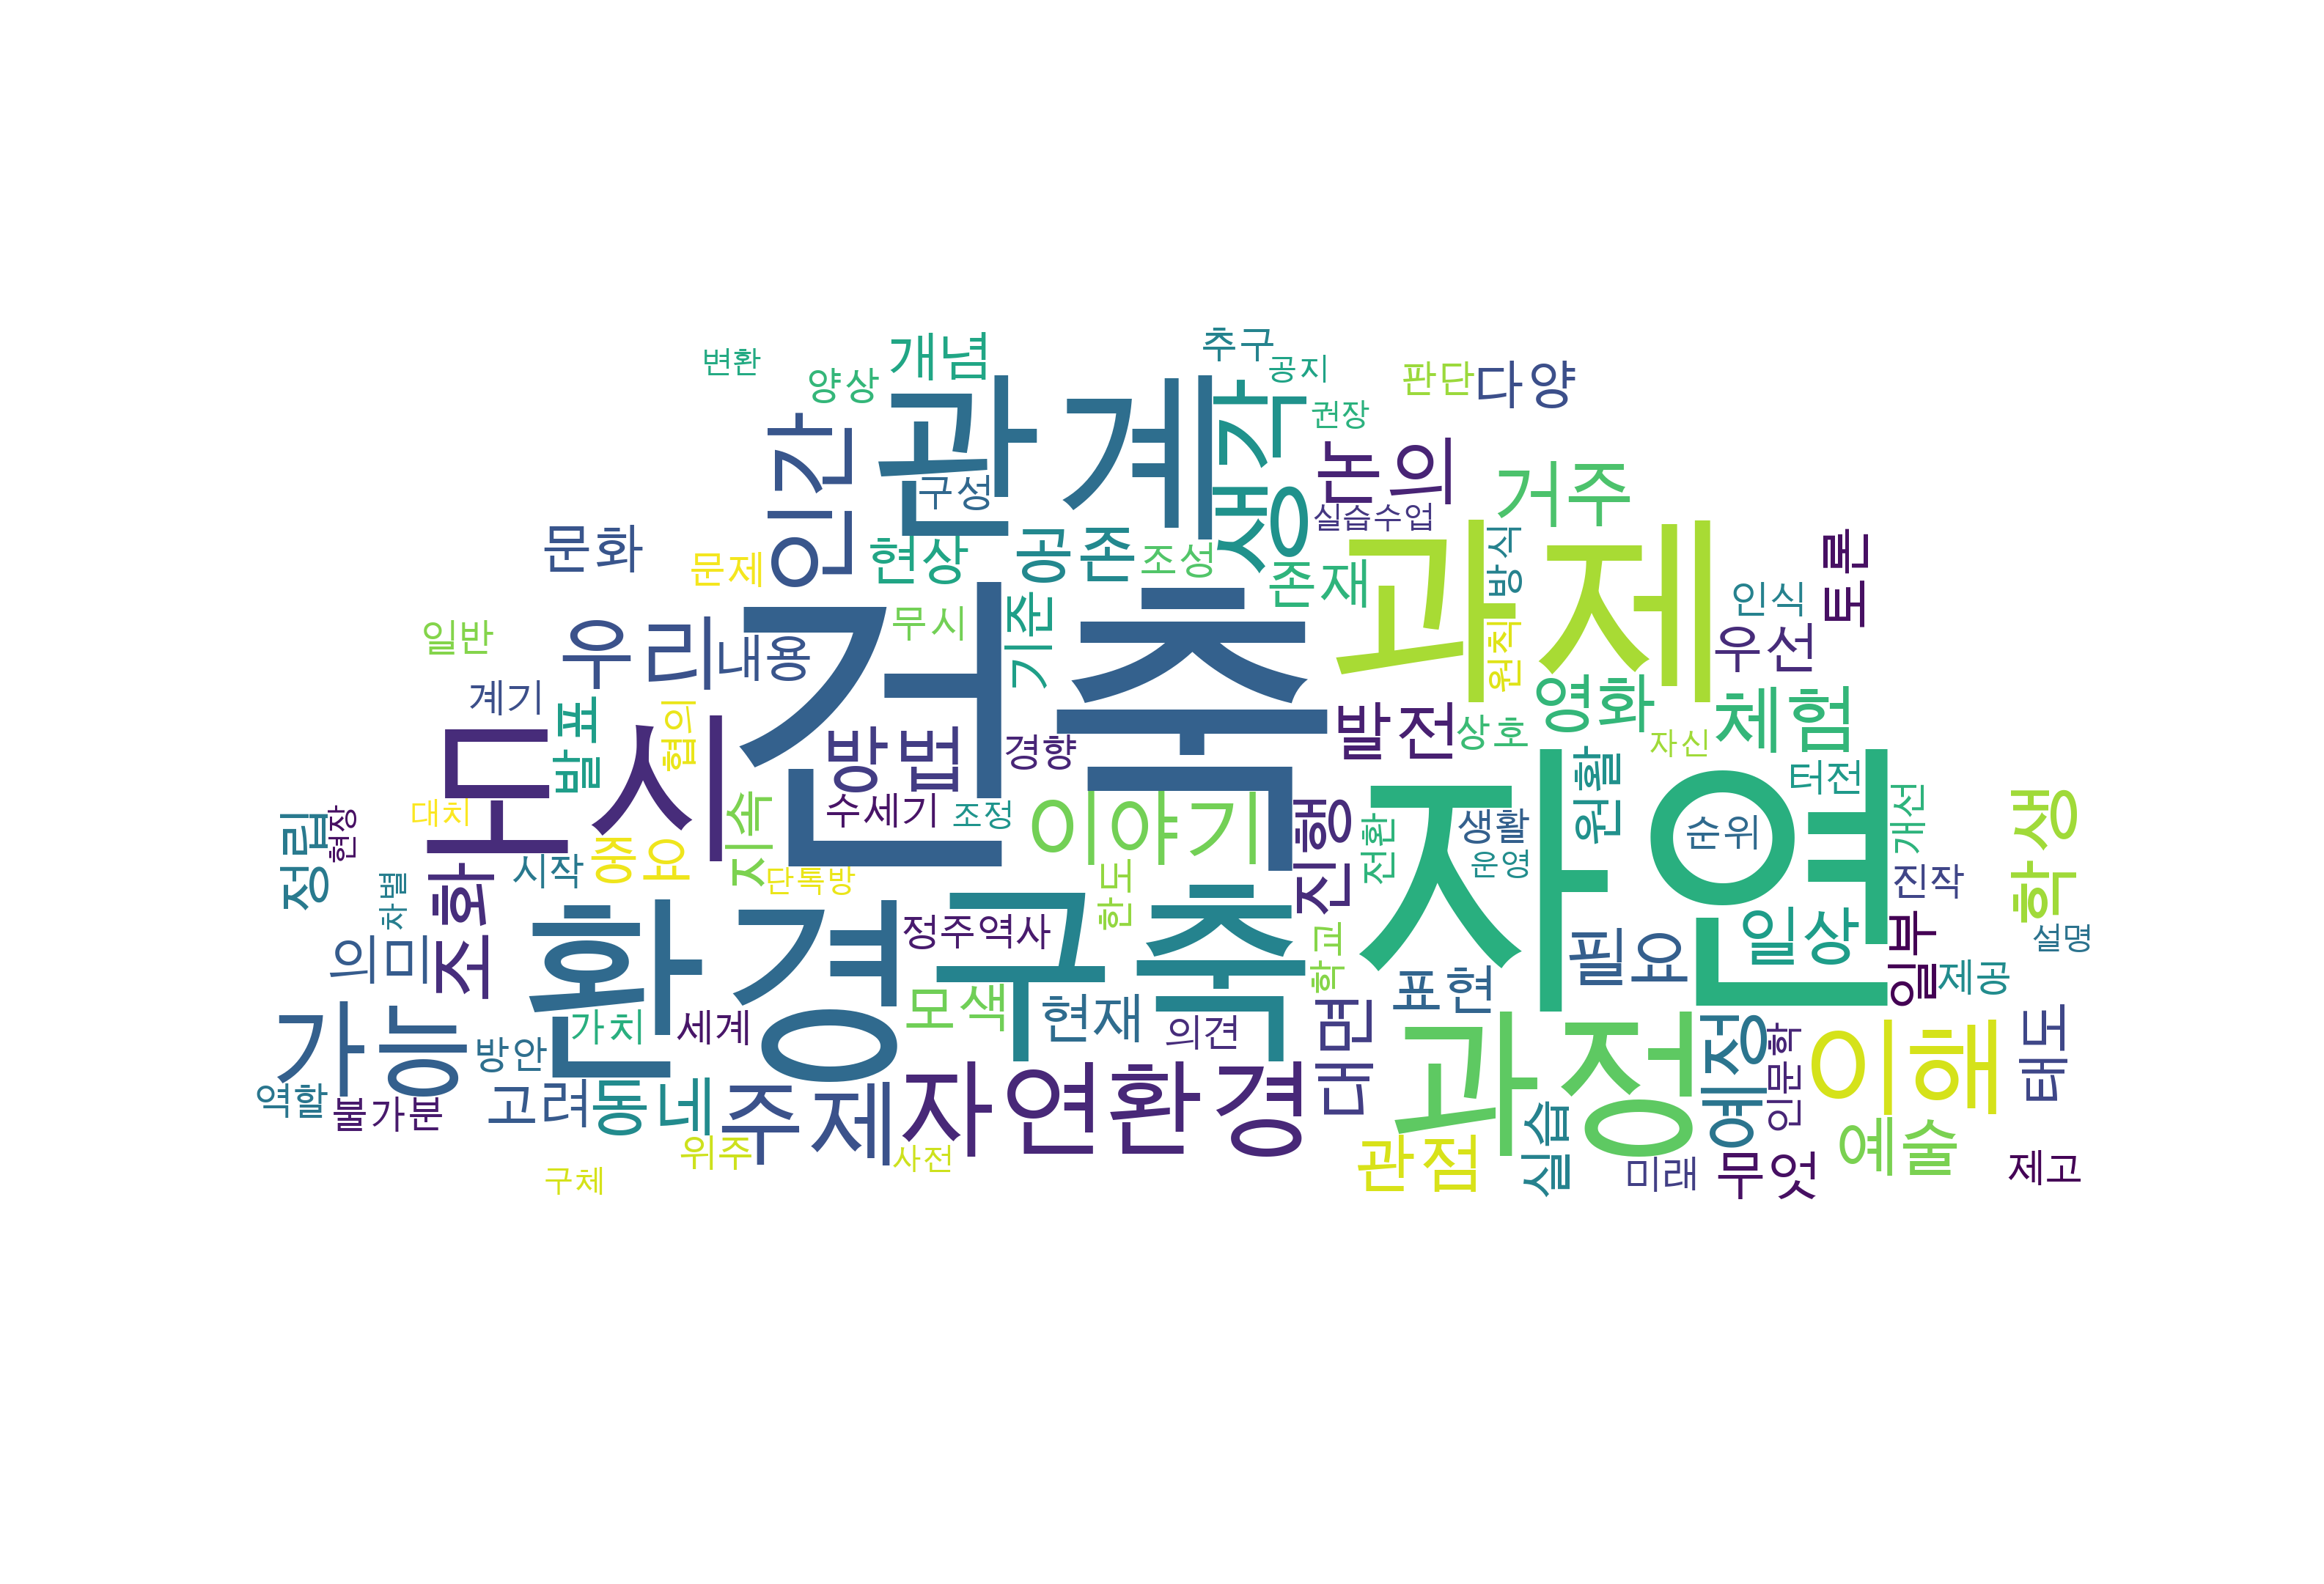 변환
양상
개념
추구
공지
판단
다양
권장
관계
인간
생각
논의
거주
구성
실습수업
문화
문제
현상
공존
조성
존재
과제
방식
토론
인식
일반
우리
내용
무시
기준
건축
원칙
우선
계기
발표
협의
도시
방법
경향
발전
상호
영화
자신
체험
터전
대치
정립
현장
지속
수세기
조정
이야기
진행
전환
생활
원활
자연
순위
개선
학생
시작
중요
단톡방
한도
운영
진작
차별
조화
의미
환경
정주역사
구축
학교
표현
필요
일상
일부
설명
제공
가능
방안
가치
세계
모색
현재
의견
대면
과정
예정
인문학
이해
태도
역할
불가분
고려
동네
주제
자연환경
위주
사전
구체
관점
실습
미래
무엇
예술
제고